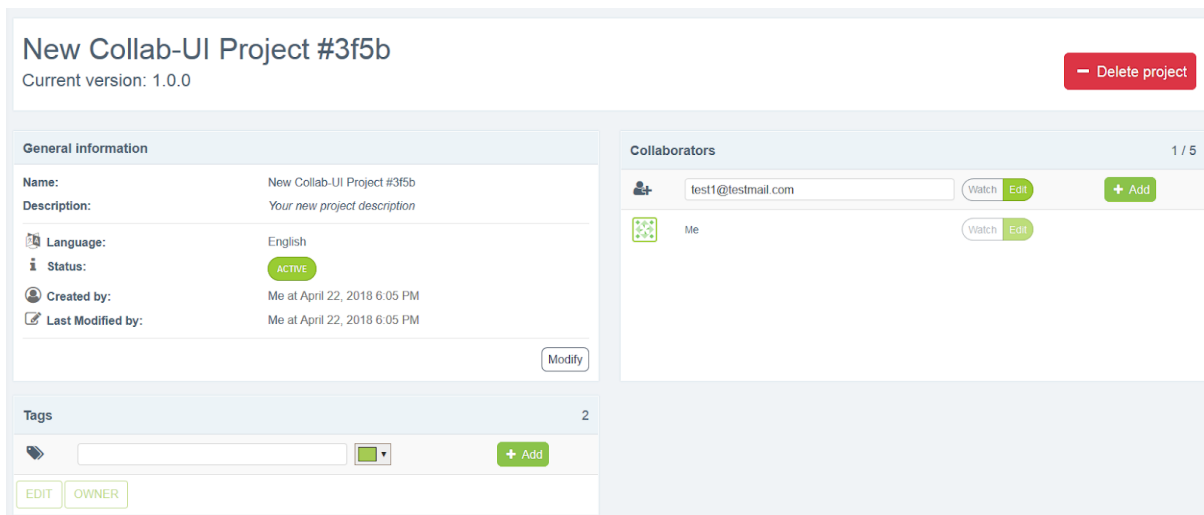 New Collab-UI Project #3f5b
Current version: 1.0.0
Delete project
General information
Name: New Collab-UI Project #3f5b
Description: Your new project description
Language: English
Status: ACTIVE
Created by: Me at April 22, 2018 6:05 PM
Last Modified by: Me at April 22, 2018 6:05 PM
Modify
Collaborators 1 / 5
test1@testmail.com Watch Edit + Add
Me Watch Edit
Tags 2
+ Add
EDIT OWNER